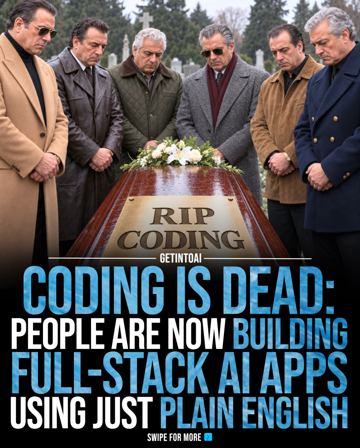 RIP
CODING
GETINTOAI
CODING IS DEAD:
PEOPLE ARE NOW BUILDING
FULL-STACK AI APPS
USING JUST PLAIN ENGLISH
SWIPE FOR MORE